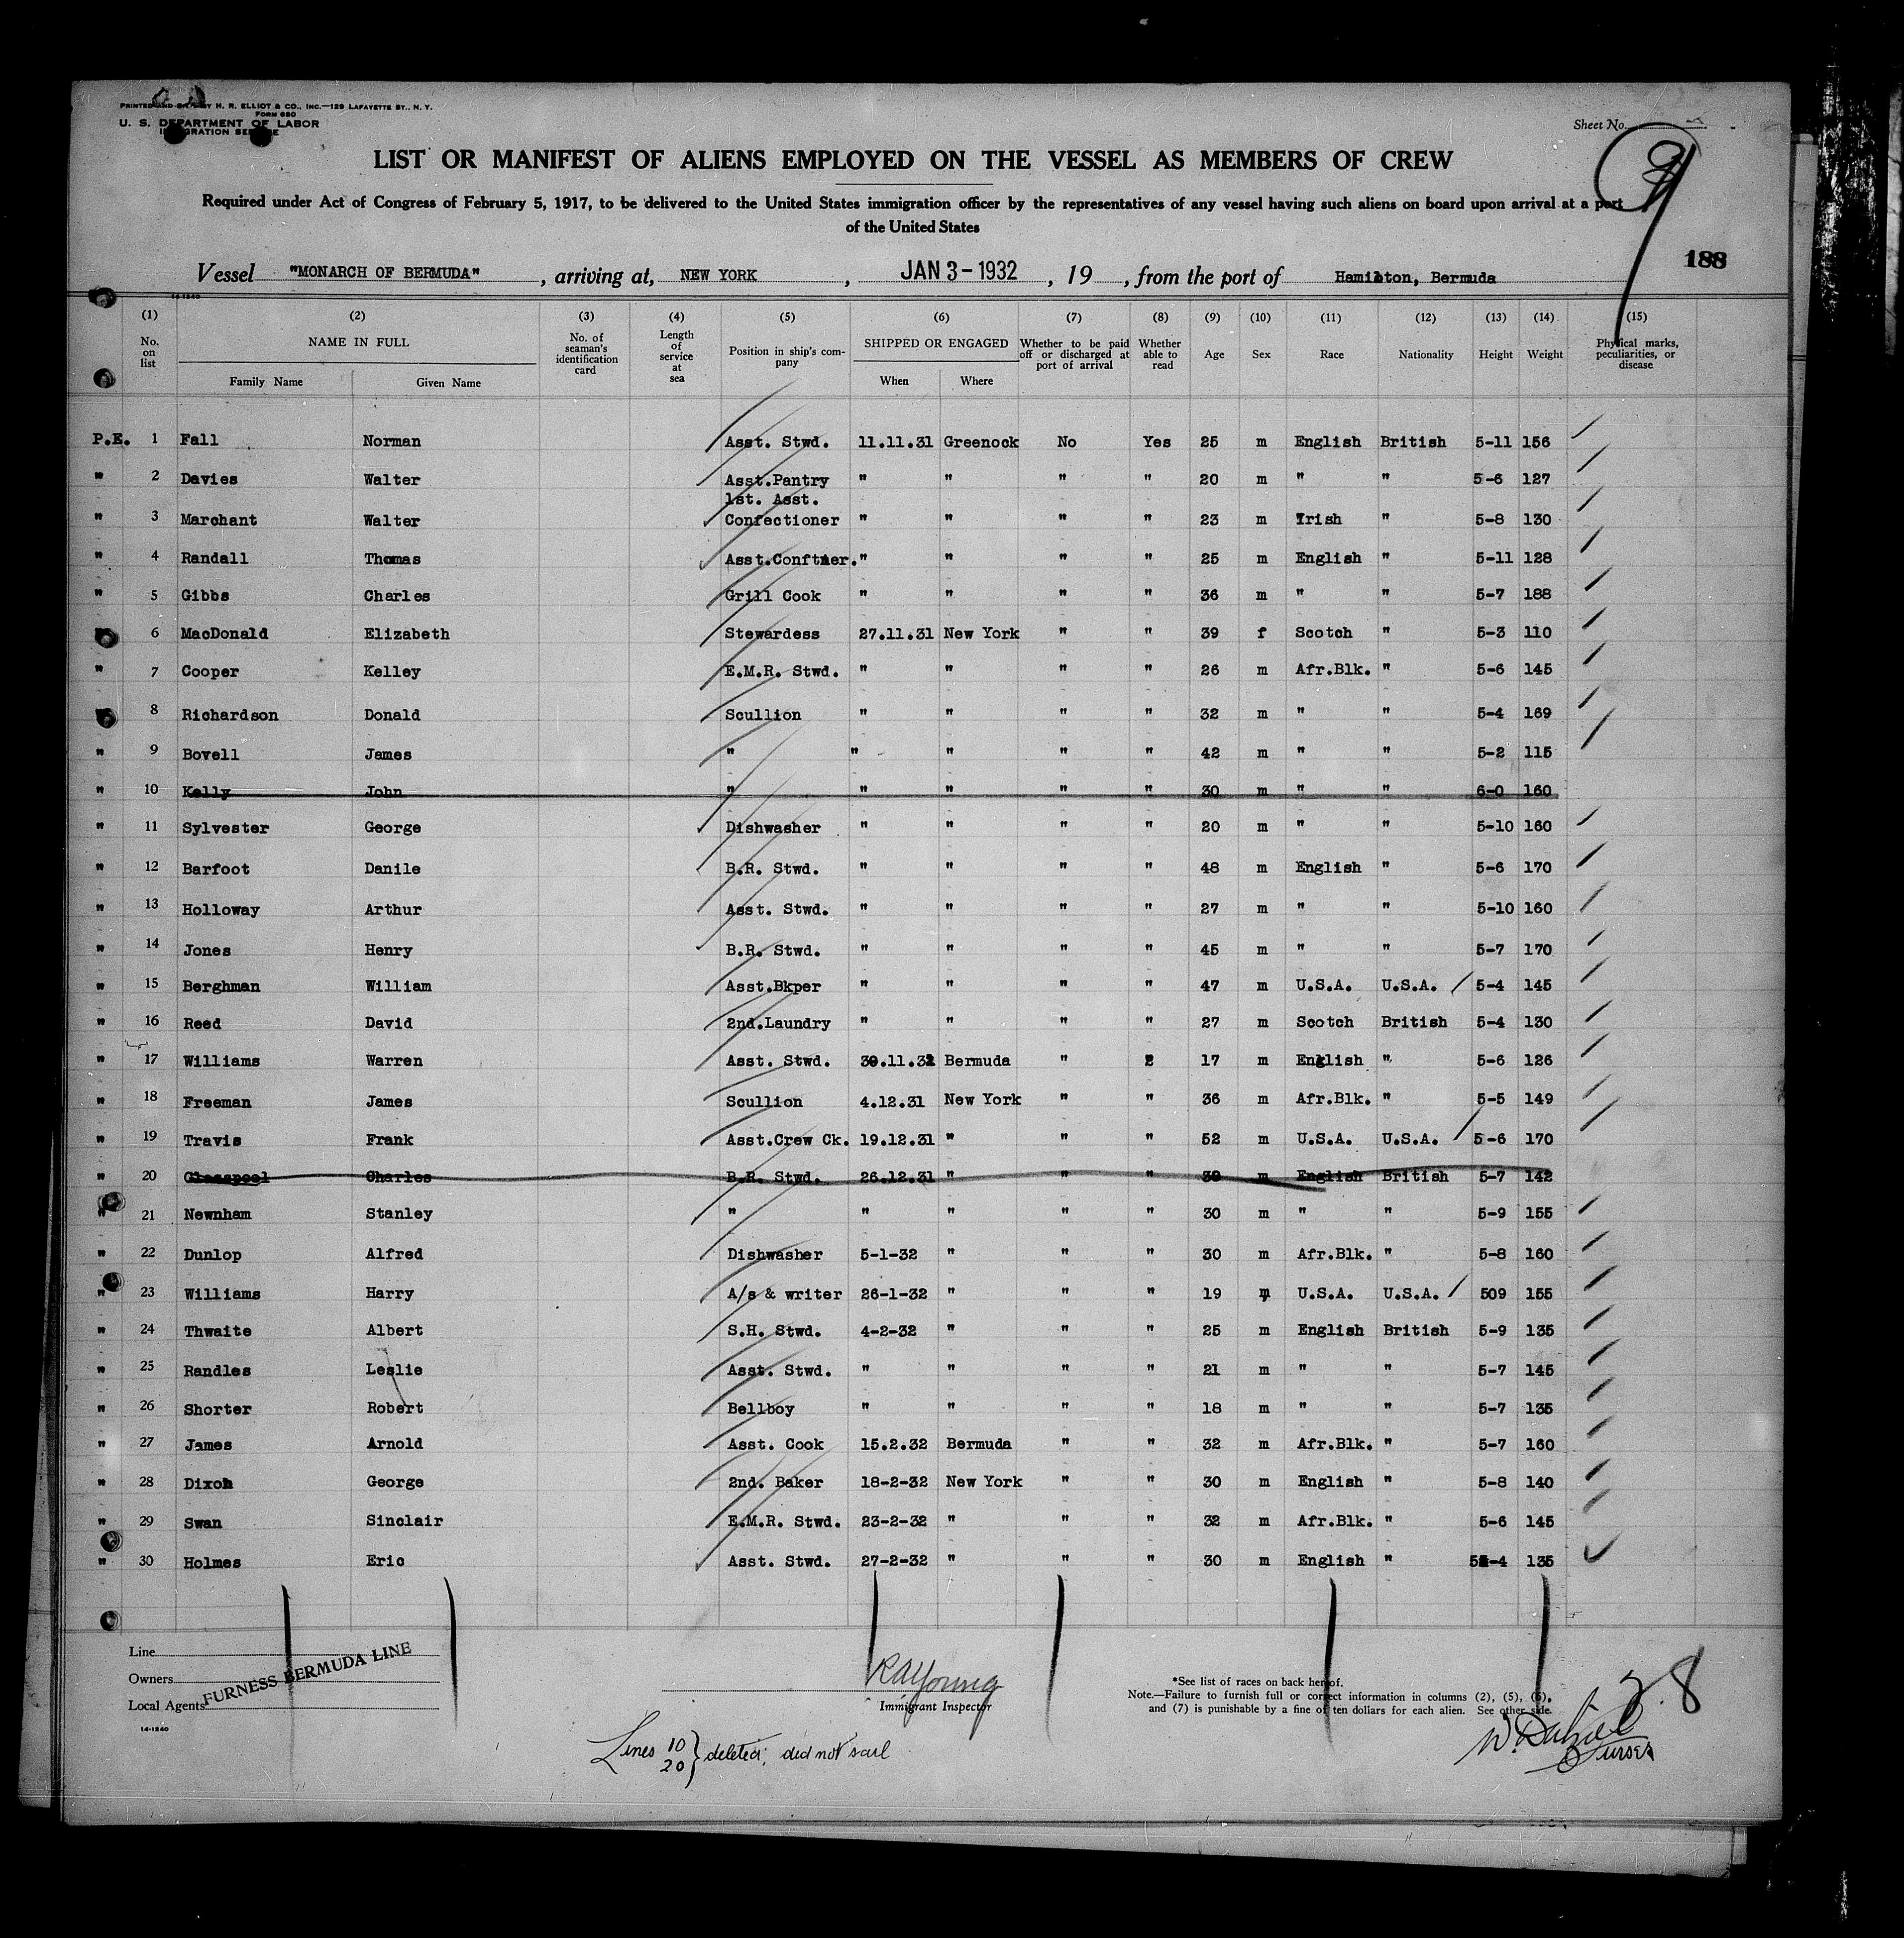 PRINTED AND SOLD BY H. R. ELLIOT & CO., INC.—129 LAFAYETTE ST., N. Y.
FORM 680
U. S. DEPARTMENT OF LABOR
IMMIGRATION SERVICE
Sheet No.
LIST OR MANIFEST OF ALIENS EMPLOYED ON THE VESSEL AS MEMBERS OF CREW
Required under Act of Congress of February 5, 1917, to be delivered to the United States immigration officer by the representatives of any vessel having such aliens on board upon arrival at a port
of the United States
188
Vessel "MONARCH OF BERMUDA", arriving at, NEW YORK, JAN 3-1932, 19 , from the port of Hamilton, Bermuda
14-1240
(1) (2) (3) (4) (5) (6) (7) (8) (9) (10) (11) (12) (13) (14) (15)
No. on list NAME IN FULL Family Name Given Name No. of seaman's identification card Length of service at sea Position in ship's company SHIPPED OR ENGAGED When Where Whether to be paid off or discharged at port of arrival Whether able to read Age Sex Race Nationality Height Weight Physical marks, peculiarities, or disease
P.E. 1 Fall Norman Asst. Stwd. 11.11.31 Greenock No Yes 25 m English British 5-11 156
" 2 Davies Walter Asst.Pantry " " " " 20 m " " 5-6 127
1st. Asst.
" 3 Marchant Walter Confectioner " " " " 23 m Irish " 5-8 130
" 4 Randall Thomas Asst.Conftner. " " " " 25 m English " 5-11 128
" 5 Gibbs Charles Grill Cook " " " " 36 m " " 5-7 188
" 6 MacDonald Elizabeth Stewardess 27.11.31 New York " " 39 f Scotch " 5-3 110
" 7 Cooper Kelley E.M.R. Stwd. " " " " 26 m Afr.Blk. " 5-6 145
" 8 Richardson Donald Scullion " " " " 32 m " " 5-4 169
" 9 Bovell James " " " " " 42 m " " 5-2 115
" 10 Kelly John " " " " " 30 m " " 6-0 160
" 11 Sylvester George Dishwasher " " " " 20 m " " 5-10 160
" 12 Barfoot Danile B.R. Stwd. " " " " 48 m English " 5-6 170
" 13 Holloway Arthur Asst. Stwd. " " " " 27 m " " 5-10 160
" 14 Jones Henry B.R. Stwd. " " " " 45 m " " 5-7 170
" 15 Berghman William Asst.Bkper " " " " 47 m U.S.A. U.S.A. 5-4 145
" 16 Reed David 2nd.Laundry " " " " 27 m Scotch British 5-4 130
" 17 Williams Warren Asst. Stwd. 30.11.31 Bermuda " " 17 m English " 5-6 126
" 18 Freeman James Scullion 4.12.31 New York " " 36 m Afr.Blk. " 5-5 149
" 19 Travis Frank Asst.Crew Ck. 19.12.31 " " " 52 m U.S.A. U.S.A. 5-6 170
" 20 Glasspool Charles B.R. Stwd. 26.12.31 " " " 30 m English British 5-7 142
" 21 Newnham Stanley " " " " " 30 m " " 5-9 155
" 22 Dunlop Alfred Dishwasher 5-1-32 " " " 30 m Afr.Blk. " 5-8 160
" 23 Williams Harry A/s & writer 26-1-32 " " " 19 m U.S.A. U.S.A. 509 155
" 24 Thwaite Albert S.H. Stwd. 4-2-32 " " " 25 m English British 5-9 135
" 25 Randles Leslie Asst. Stwd. " " " " 21 m " " 5-7 145
" 26 Shorter Robert Bellboy " " " " 18 m " " 5-7 135
" 27 James Arnold Asst. Cook 15.2.32 Bermuda " " 32 m Afr.Blk. " 5-7 160
" 28 Dixon George 2nd. Baker 18-2-32 New York " " 30 m English " 5-8 140
" 29 Swan Sinclair E.M.R. Stwd. 23-2-32 " " " 32 m Afr.Blk. " 5-6 145
" 30 Holmes Eric Asst. Stwd. 27-2-32 " " " 30 m English " 5-4 135
Line
Owners
Local Agents
FURNESS BERMUDA LINE
14-1240
RAYoung
Immigrant Inspector
*See list of races on back hereof.
Note.—Failure to furnish full or correct information in columns (2), (5), (6),
and (7) is punishable by a fine of ten dollars for each alien. See other side.
28
Lines 10 20 } deleted; did not sail
Purser